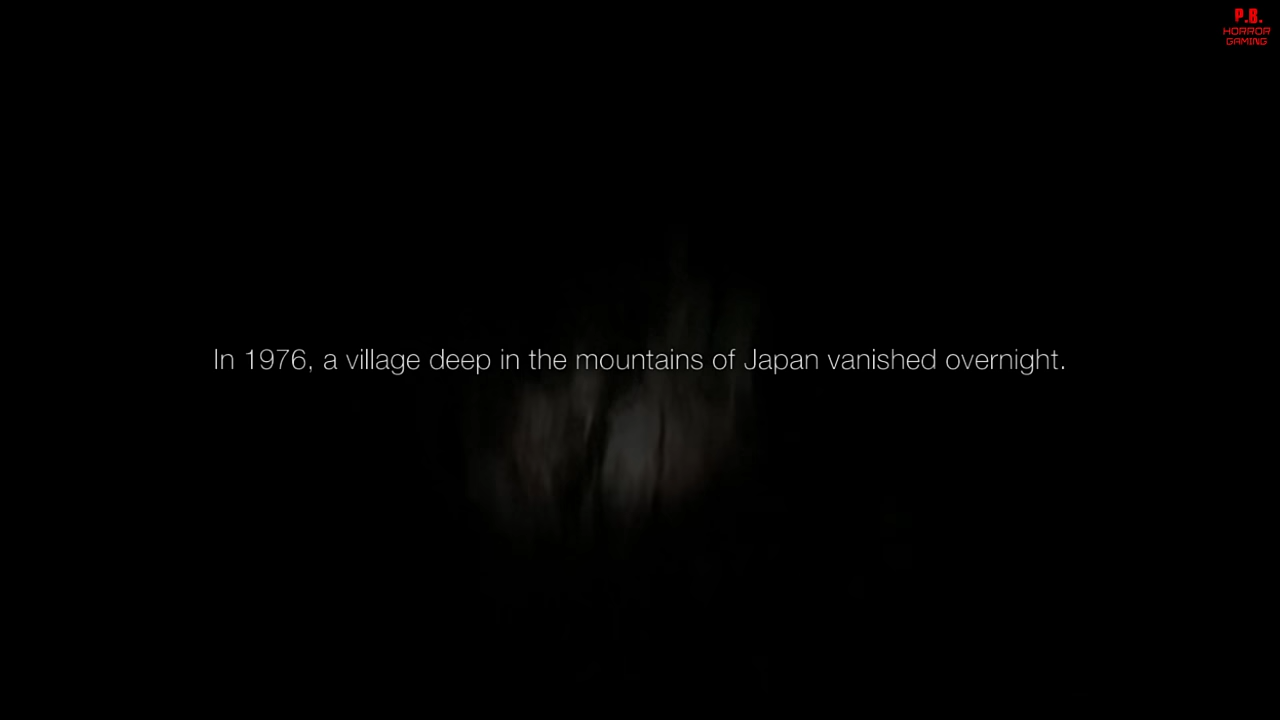 P.B.
HORROR
GAMING
In 1976, a village deep in the mountains of Japan vanished overnight.